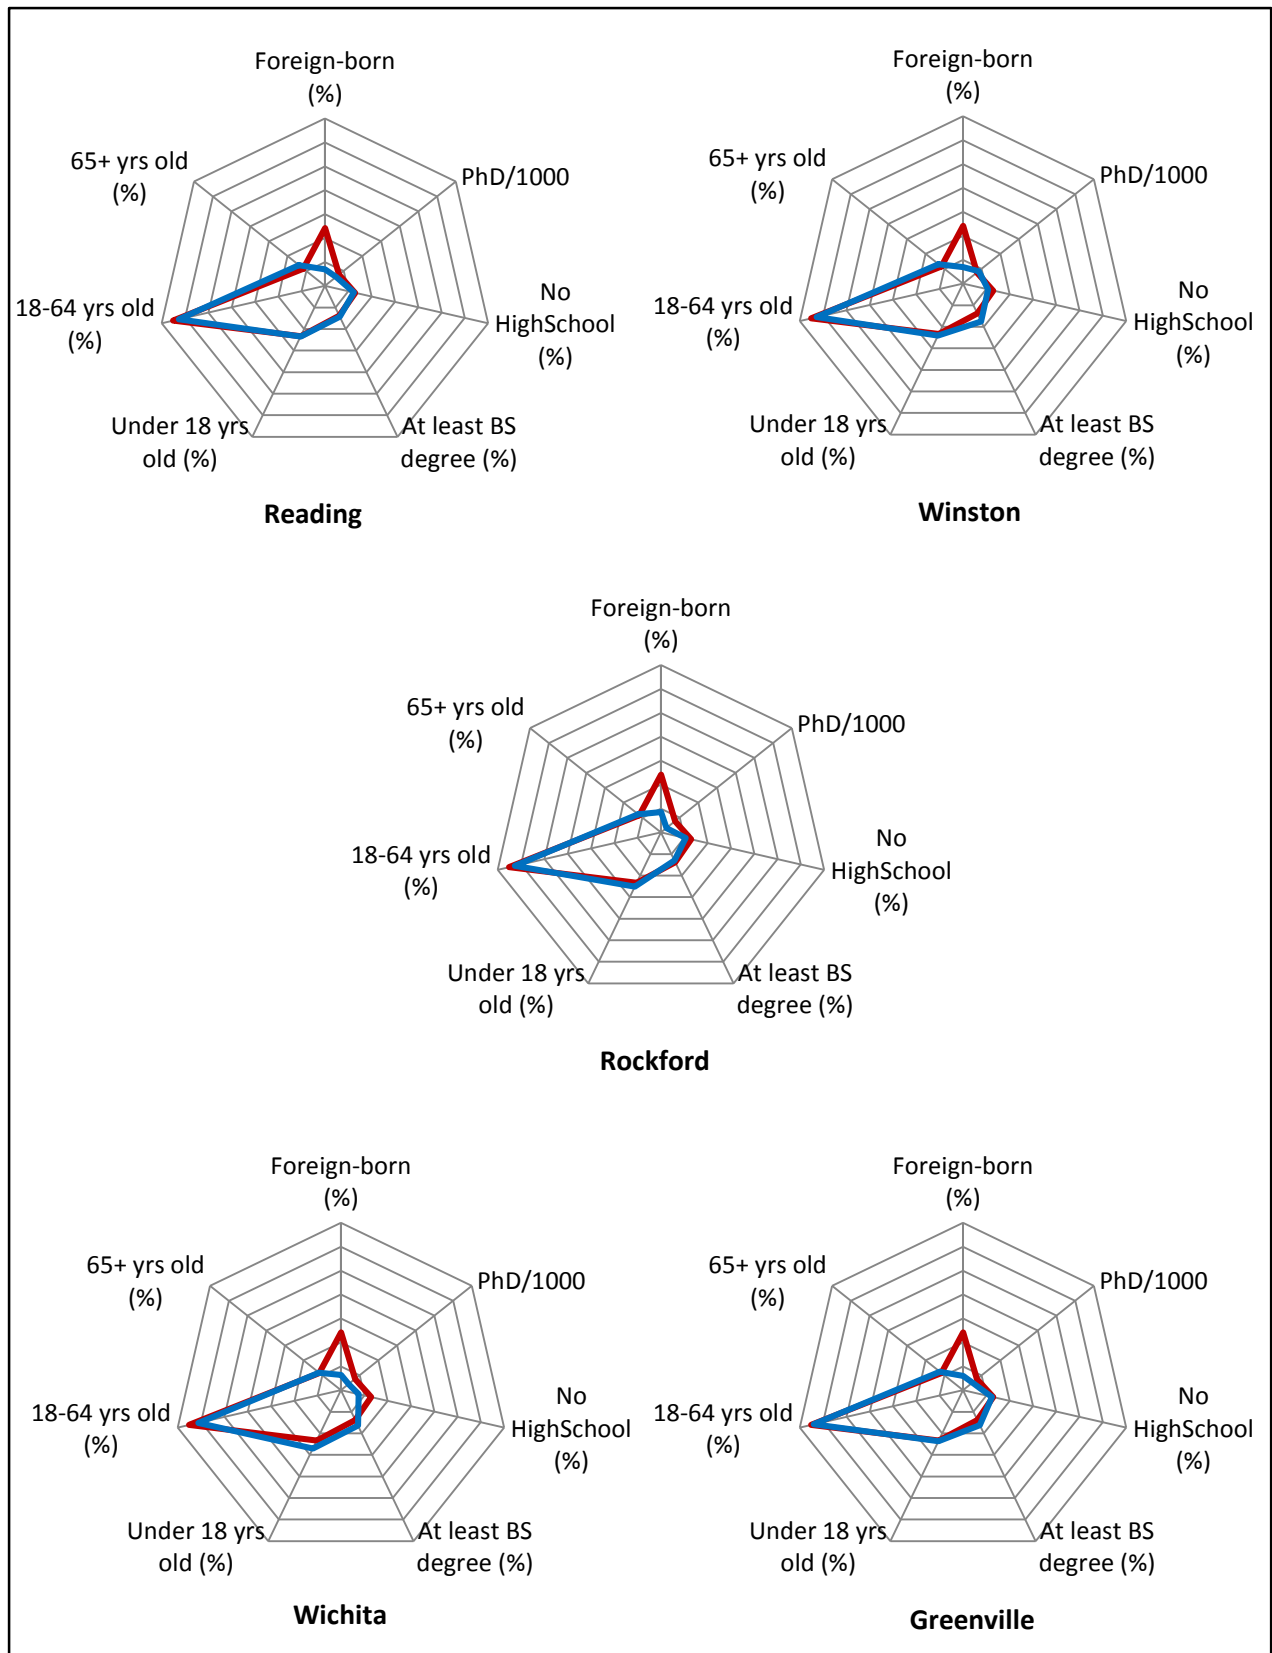 Foreign-born
(%)
PhD/1000
No
HighSchool
(%)
At least BS
degree (%)
Under 18 yrs
old (%)
18-64 yrs old
(%)
65+ yrs old
(%)
Reading
Foreign-born
(%)
PhD/1000
No
HighSchool
(%)
At least BS
degree (%)
Under 18 yrs
old (%)
18-64 yrs old
(%)
65+ yrs old
(%)
Winston
Foreign-born
(%)
PhD/1000
No
HighSchool
(%)
At least BS
degree (%)
Under 18 yrs
old (%)
18-64 yrs old
(%)
65+ yrs old
(%)
Rockford
Foreign-born
(%)
PhD/1000
No
HighSchool
(%)
At least BS
degree (%)
Under 18 yrs
old (%)
18-64 yrs old
(%)
65+ yrs old
(%)
Wichita
Foreign-born
(%)
PhD/1000
No
HighSchool
(%)
At least BS
degree (%)
Under 18 yrs
old (%)
18-64 yrs old
(%)
65+ yrs old
(%)
Greenville